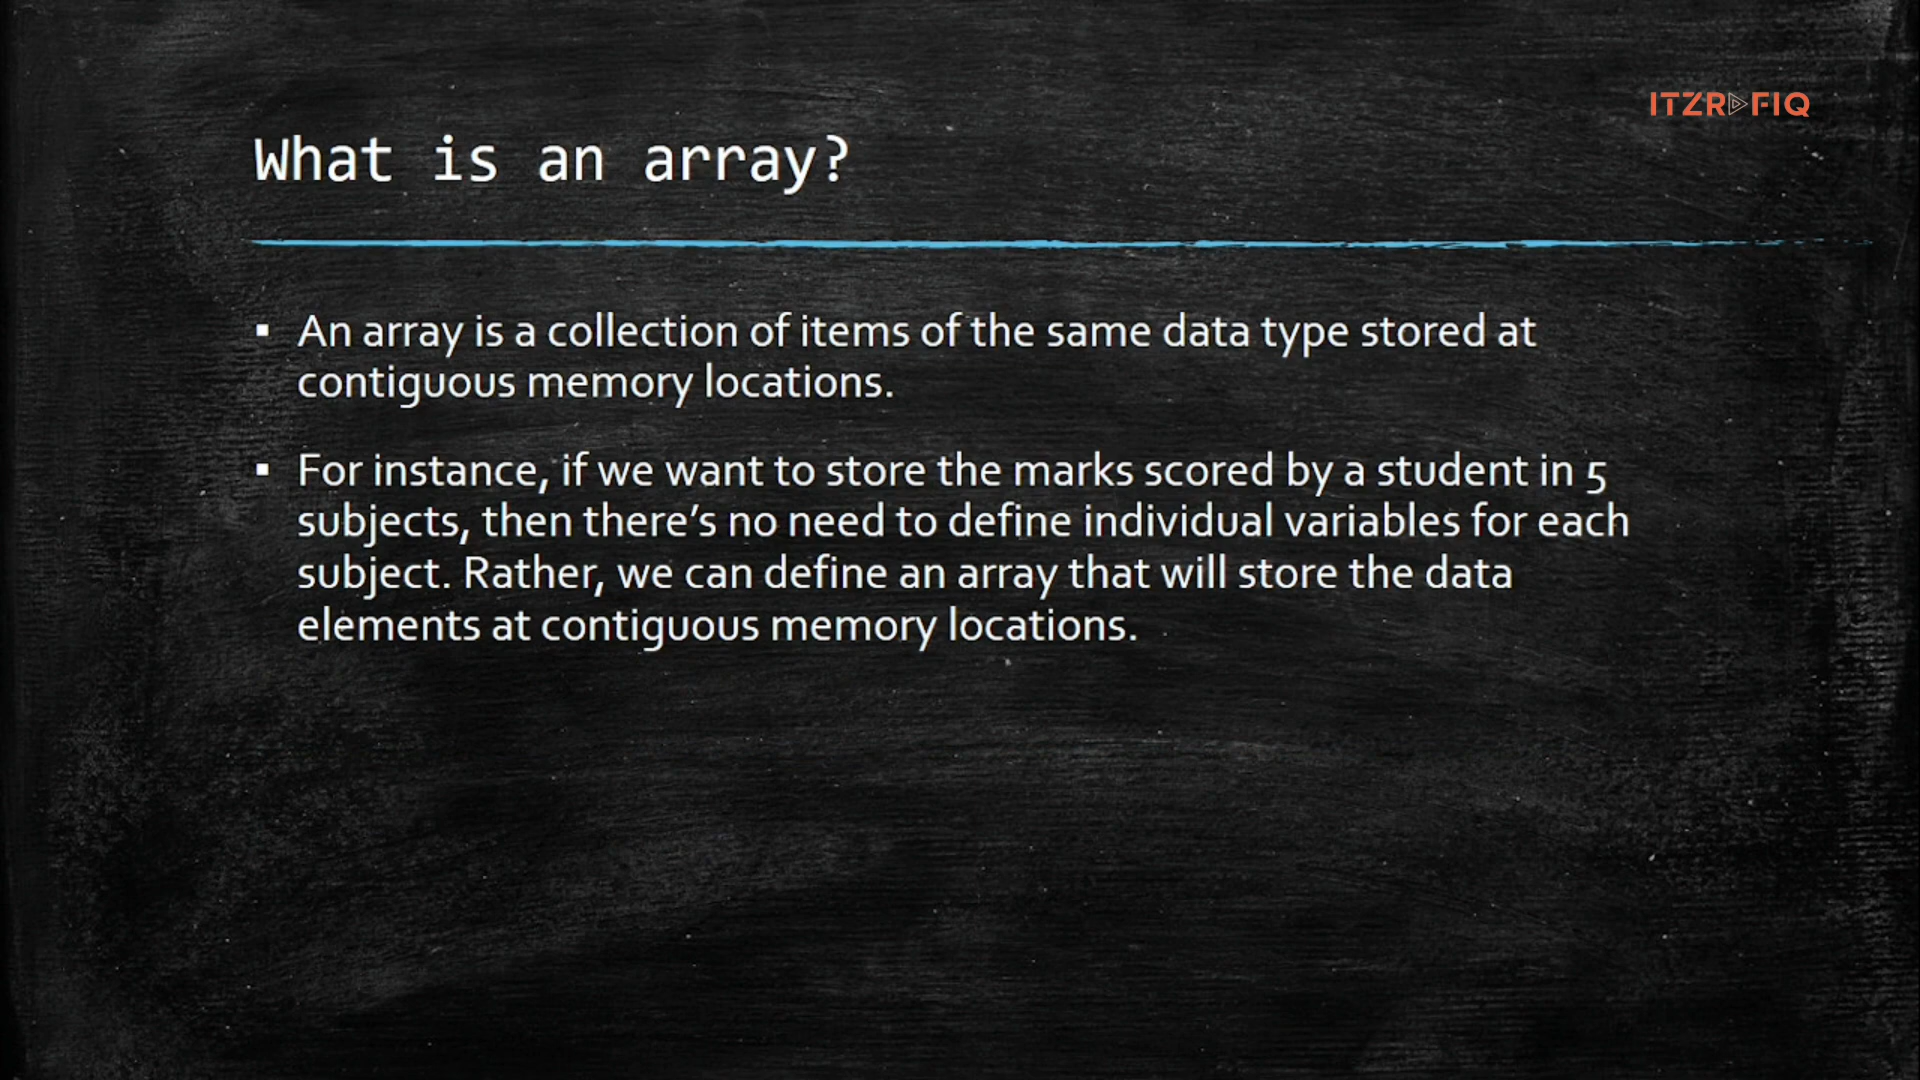 ITZRAFIQ
What is an array?
▪ An array is a collection of items of the same data type stored at
contiguous memory locations.
▪ For instance, if we want to store the marks scored by a student in 5
subjects, then there’s no need to define individual variables for each
subject. Rather, we can define an array that will store the data
elements at contiguous memory locations.